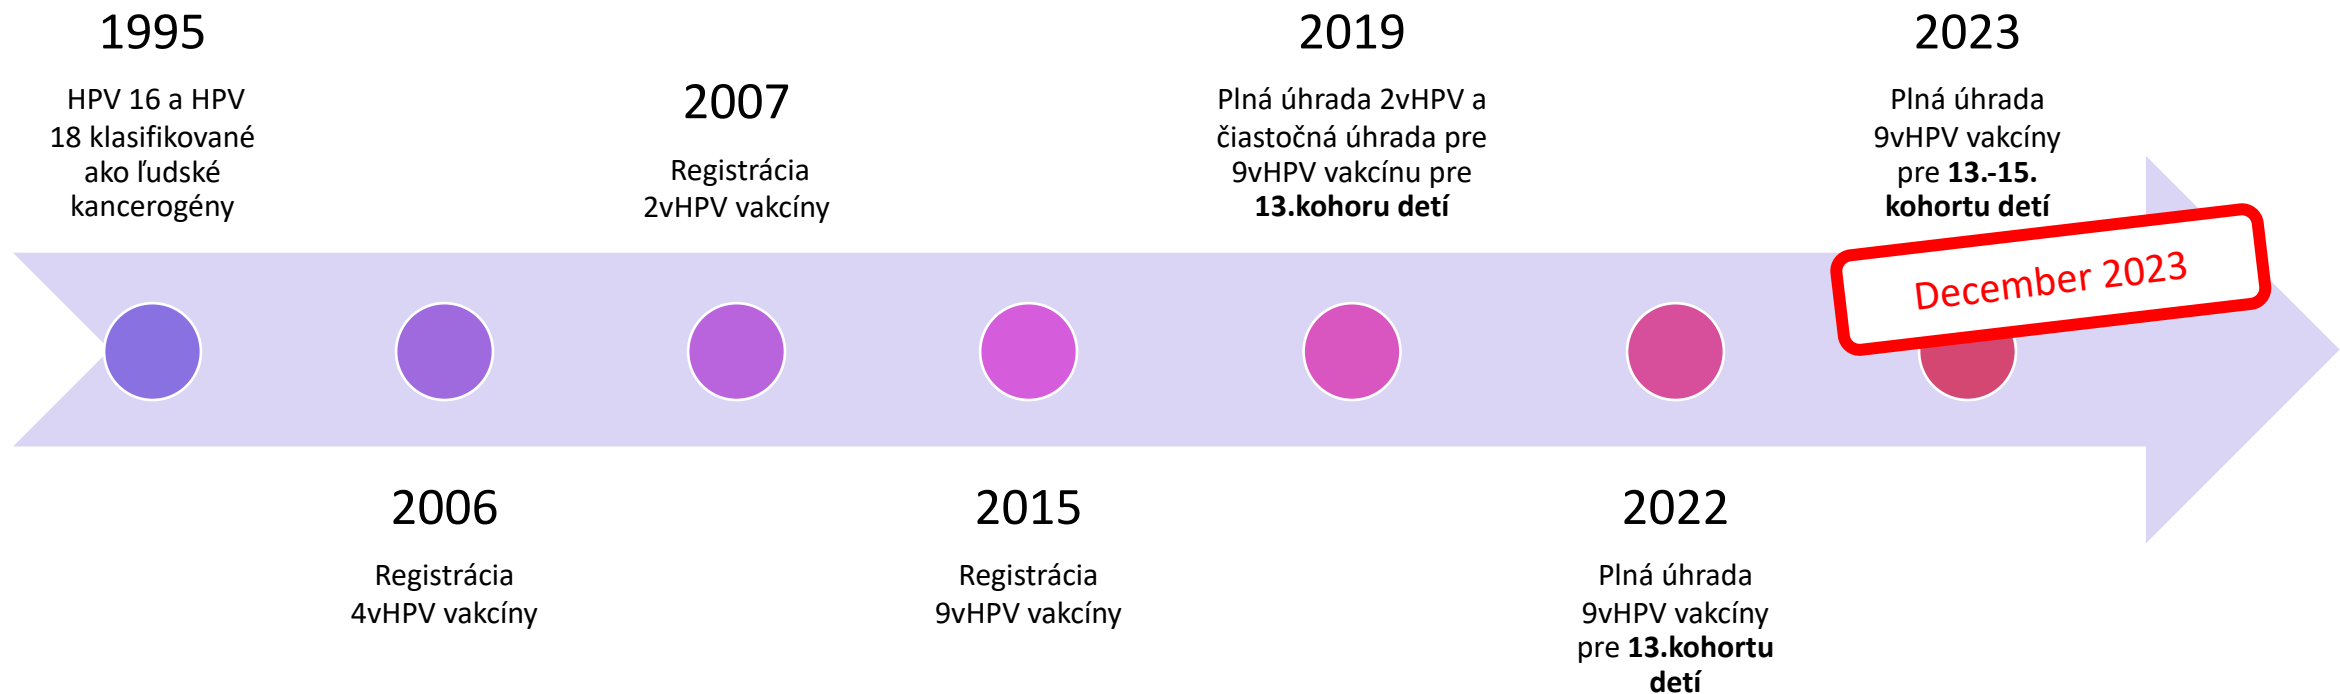 1995
HPV 16 a HPV
18 klasifikované
ako ľudské
kancerogény
2006
Registrácia
4vHPV vakcíny
2007
Registrácia
2vHPV vakcíny
2015
Registrácia
9vHPV vakcíny
2019
Plná úhrada 2vHPV a
čiastočná úhrada pre
9vHPV vakcínu pre
13.kohoru detí
2022
Plná úhrada
9vHPV vakcíny
pre 13.kohortu
detí
2023
Plná úhrada
9vHPV vakcíny
pre 13.-15.
kohortu detí
December 2023